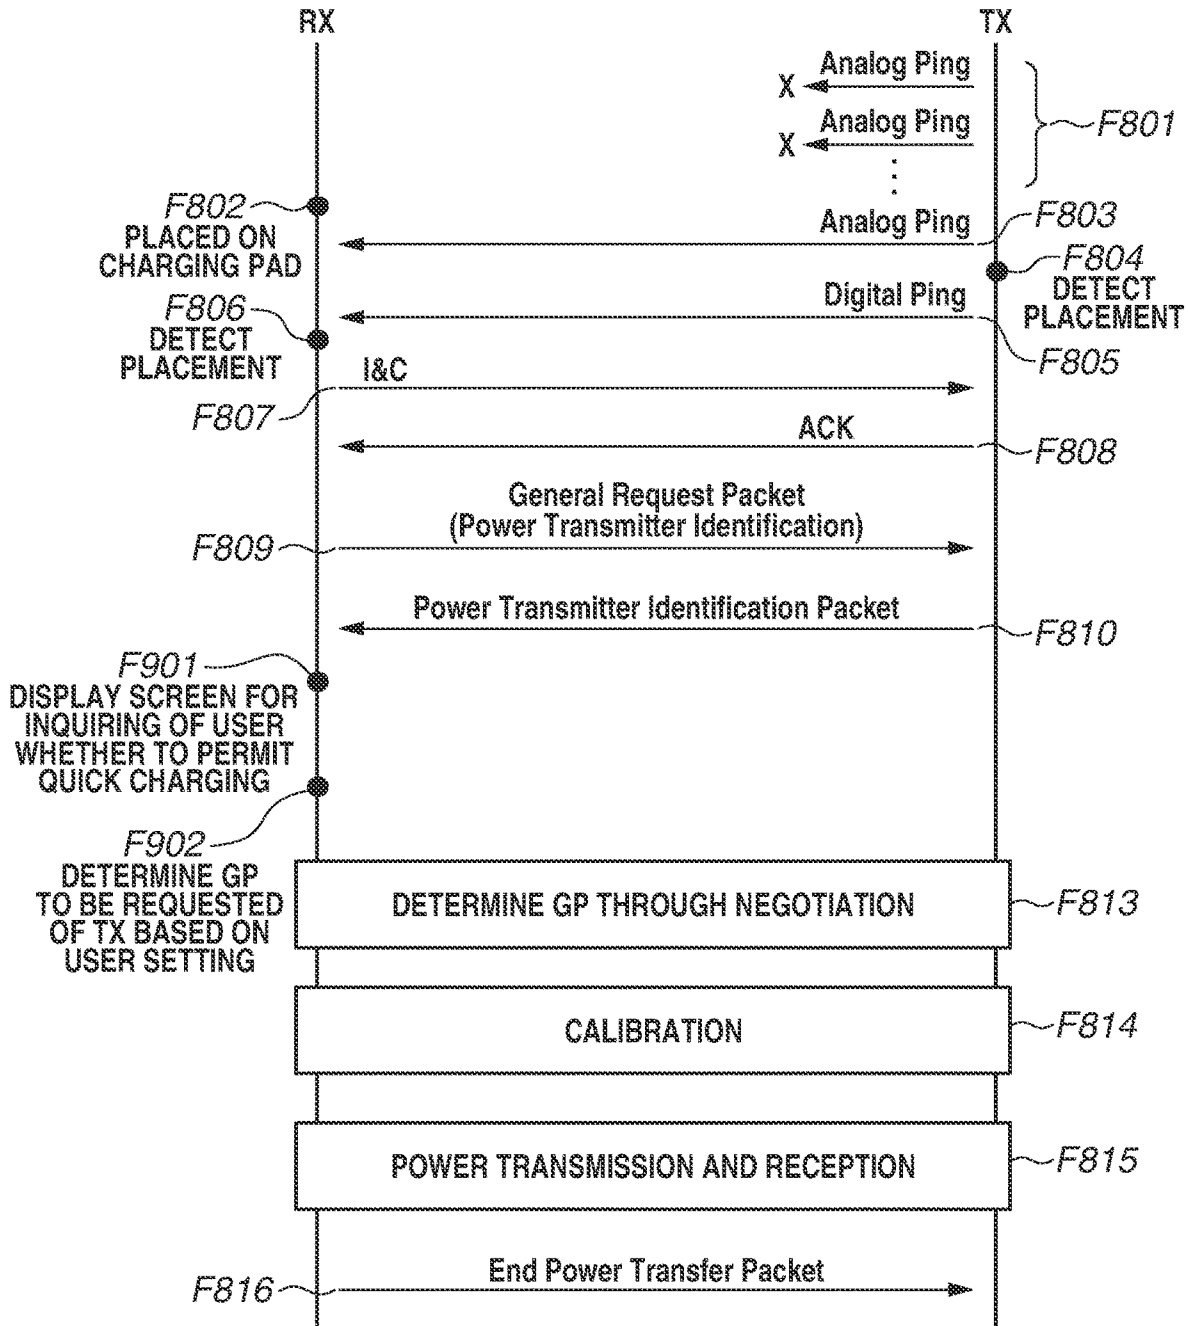 RX
TX
Analog Ping
X
Analog Ping
X
F801
F802
PLACED ON
CHARGING PAD
Analog Ping
F803
F804
DETECT
PLACEMENT
Digital Ping
F805
F806
DETECT
PLACEMENT
I&C
F807
ACK
F808
General Request Packet
(Power Transmitter Identification)
F809
Power Transmitter Identification Packet
F810
F901
DISPLAY SCREEN FOR
INQUIRING OF USER
WHETHER TO PERMIT
QUICK CHARGING
F902
DETERMINE GP
TO BE REQUESTED
OF TX BASED ON
USER SETTING
DETERMINE GP THROUGH NEGOTIATION
F813
CALIBRATION
F814
POWER TRANSMISSION AND RECEPTION
F815
End Power Transfer Packet
F816